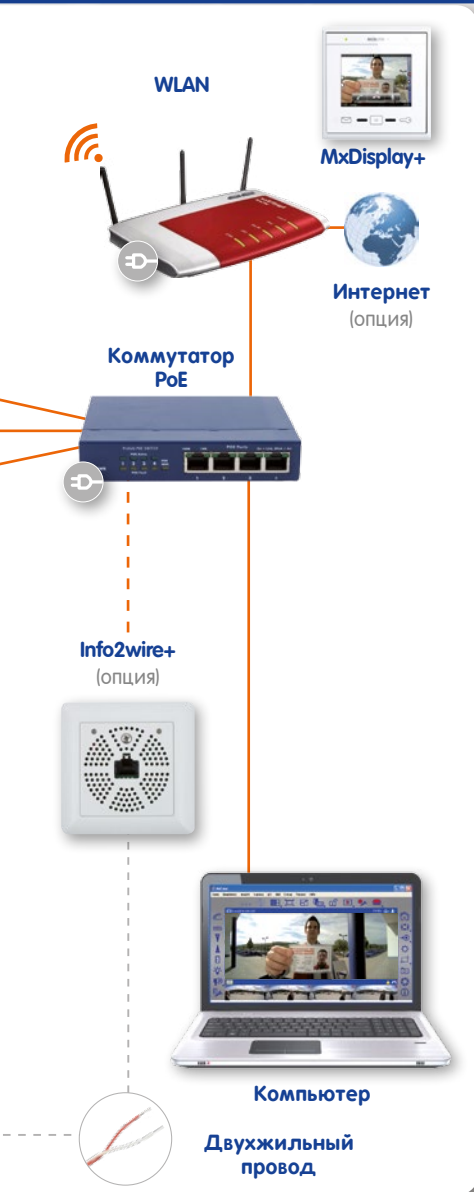 WLAN
MxDisplay+
Интернет
(опция)
Коммутатор
PoE
Info2wire+
(опция)
Компьютер
Двухжильный
провод